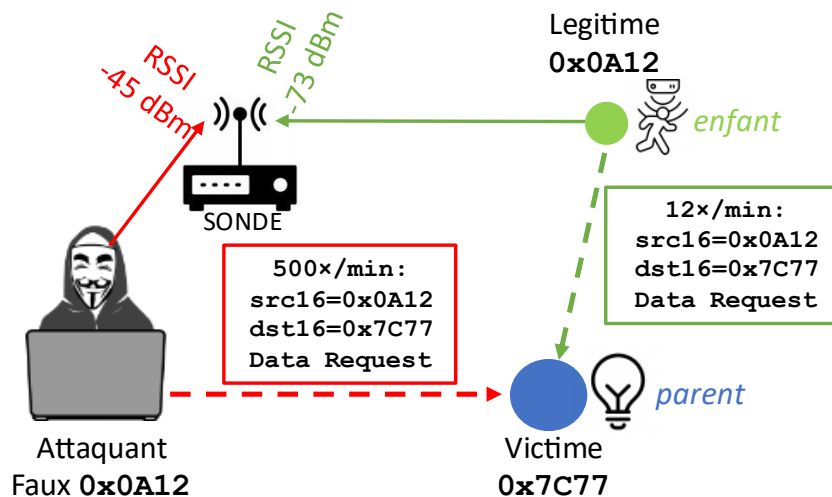 Legitime
0x0A12
enfant
RSSI
-45 dBm
RSSI
-73 dBm
SONDE
12×/min:
src16=0x0A12
dst16=0x7C77
Data Request
500×/min:
src16=0x0A12
dst16=0x7C77
Data Request
parent
Attaquant
Faux 0x0A12
Victime
0x7C77